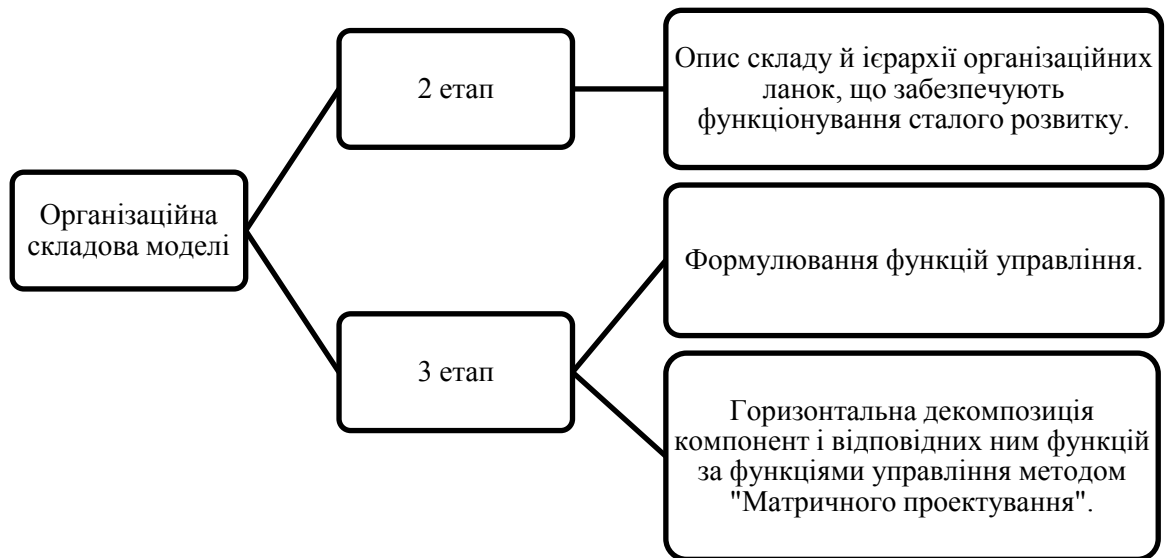 Організаційна
складова моделі
2 етап
Опис складу й ієрархії організаційних
ланок, що забезпечують
функціонування сталого розвитку.
3 етап
Формулювання функцій управління.
Горизонтальна декомпозиція
компонент і відповідних ним функцій
за функціями управління методом
"Матричного проектування".